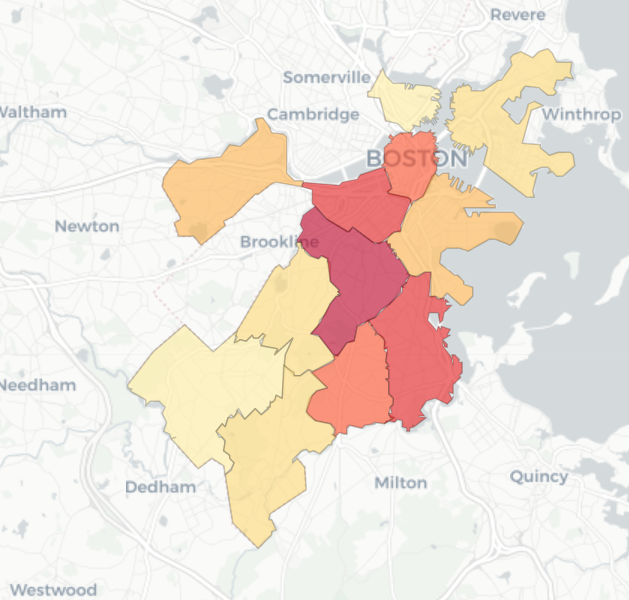 Revere
Somerville
Waltham
Cambridge
Winthrop
BOSTON
Newton
Brookline
Needham
Dedham
Milton
Quincy
Westwood